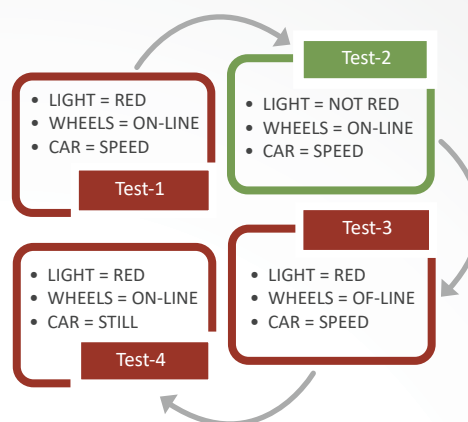 • LIGHT = RED
• WHEELS = ON-LINE
• CAR = SPEED
Test-1
Test-2
• LIGHT = NOT RED
• WHEELS = ON-LINE
• CAR = SPEED
Test-3
• LIGHT = RED
• WHEELS = OF-LINE
• CAR = SPEED
• LIGHT = RED
• WHEELS = ON-LINE
• CAR = STILL
Test-4